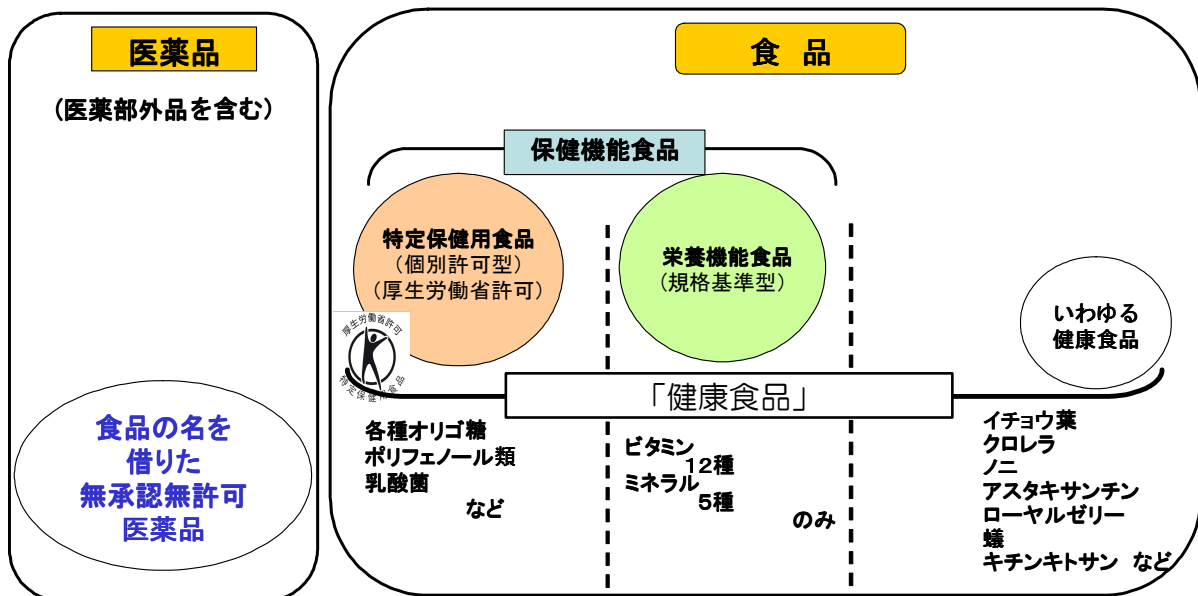 医薬品
(医薬部外品を含む)
食品の名を
借りた
無承認無許可
医薬品
食 品
保健機能食品
特定保健用食品
(個別許可型)
(厚生労働省許可)
厚生労働省許可
特定保健用食品
栄養機能食品
(規格基準型)
いわゆる
健康食品
「健康食品」
各種オリゴ糖
ポリフェノール類
乳酸菌
など
ビタミン
12種
ミネラル
5種
のみ
イチョウ葉
クロレラ
ノニ
アスタキサンチン
ローヤルゼリー
蟻
キチンキトサン など